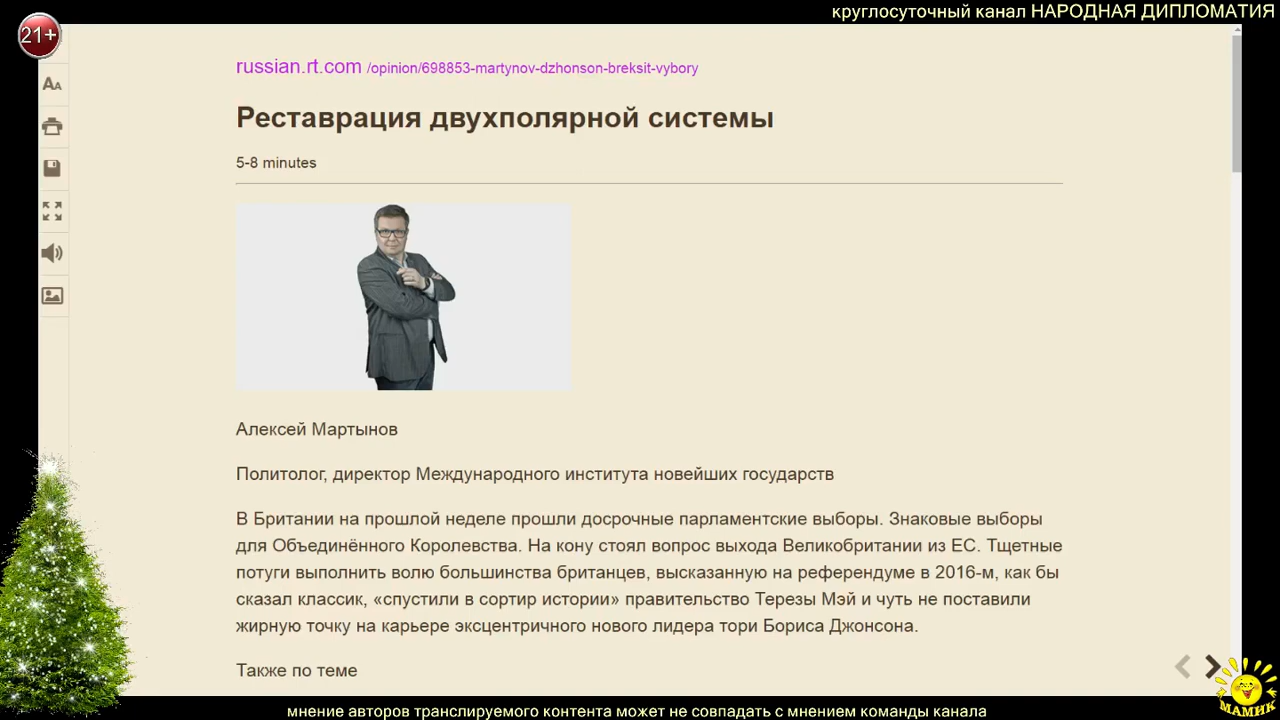 круглосуточный канал НАРОДНАЯ ДИПЛОМАТИЯ
21+
AA
russian.rt.com /opinion/698853-martynov-dzhonson-breksit-vybory
Реставрация двухполярной системы
5-8 minutes
Алексей Мартынов
Политолог, директор Международного института новейших государств
В Британии на прошлой неделе прошли досрочные парламентские выборы. Знаковые выборы
для Объединённого Королевства. На кону стоял вопрос выхода Великобритании из ЕС. Тщетные
потуги выполнить волю большинства британцев, высказанную на референдуме в 2016-м, как бы
сказал классик, «спустили в сортир истории» правительство Терезы Мэй и чуть не поставили
жирную точку на карьере эксцентричного нового лидера тори Бориса Джонсона.
Также по теме
МАМИК
мнение авторов транслируемого контента может не совпадать с мнением команды канала